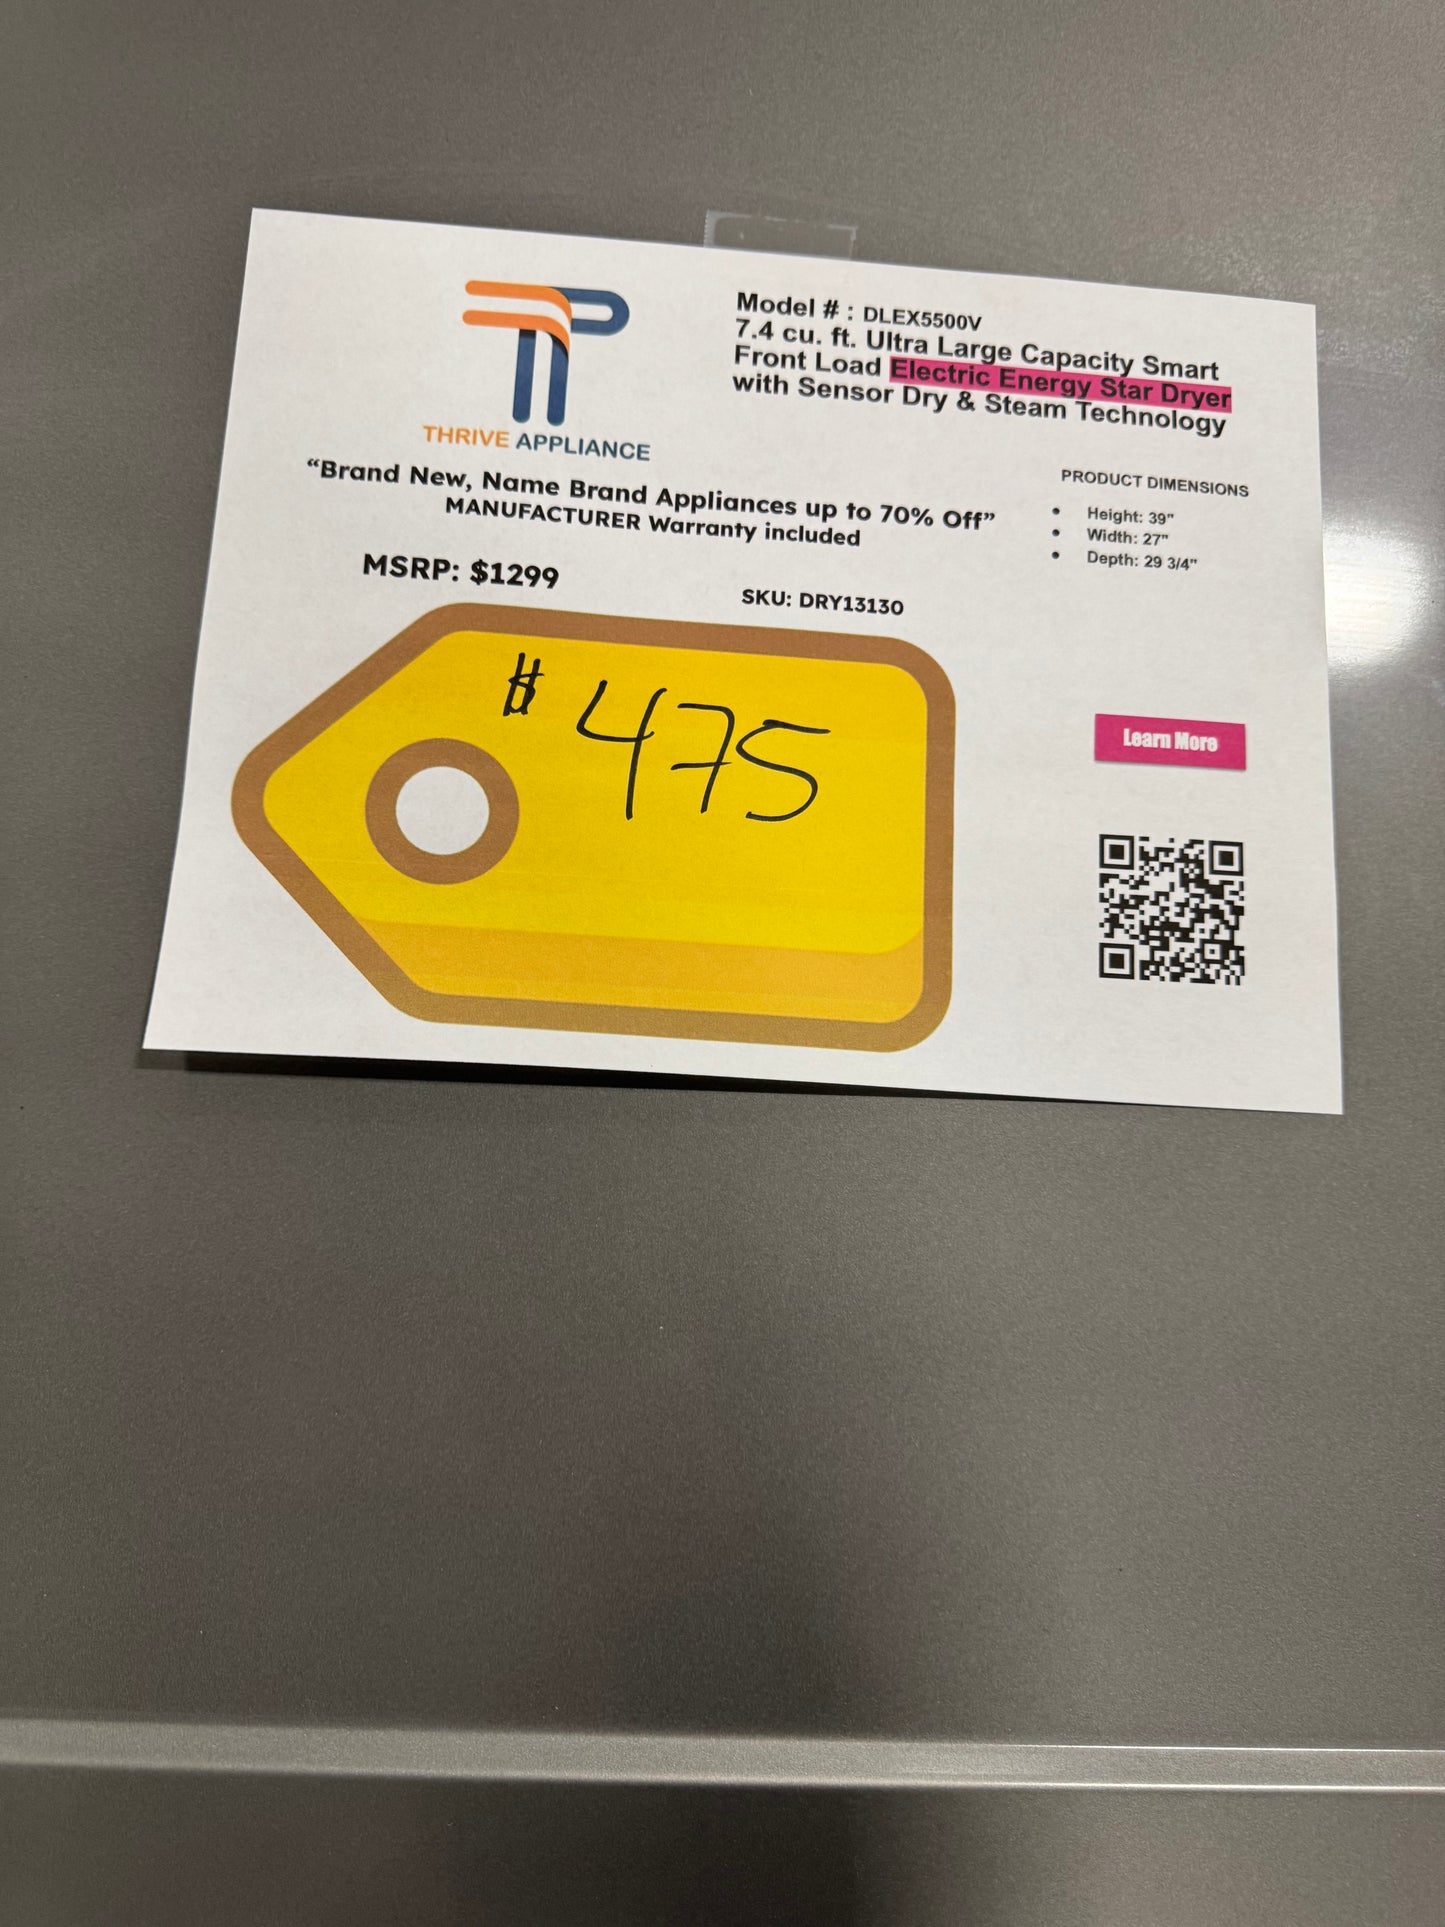 THRIVE APPLIANCE
Model # : DLEX5500V
7.4 cu. ft. Ultra Large Capacity Smart
Front Load Electric Energy Star Dryer
with Sensor Dry & Steam Technology
“Brand New, Name Brand Appliances up to 70% Off”
MANUFACTURER Warranty included
PRODUCT DIMENSIONS
• Height: 39"
• Width: 27"
• Depth: 29 3/4"
MSRP: $1299
SKU: DRY13130
$ 475
Learn More